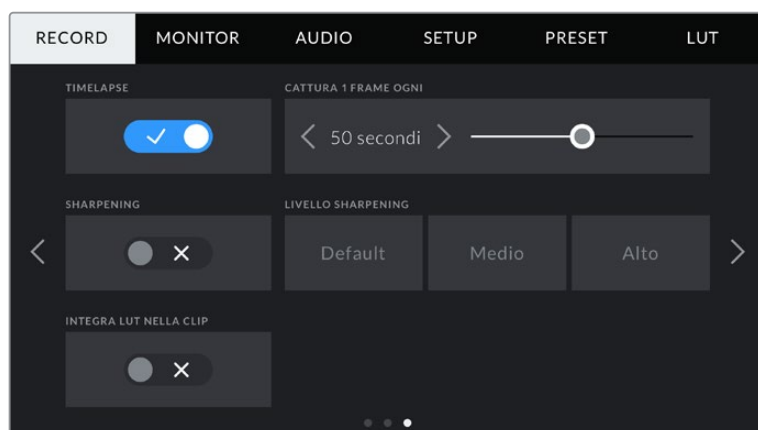 RECORD MONITOR AUDIO SETUP PRESET LUT
TIMELAPSE CATTURA 1 FRAME OGNI
50 secondi
SHARPENING LIVELLO SHARPENING
Default Medio Alto
INTEGRA LUT NELLA CLIP